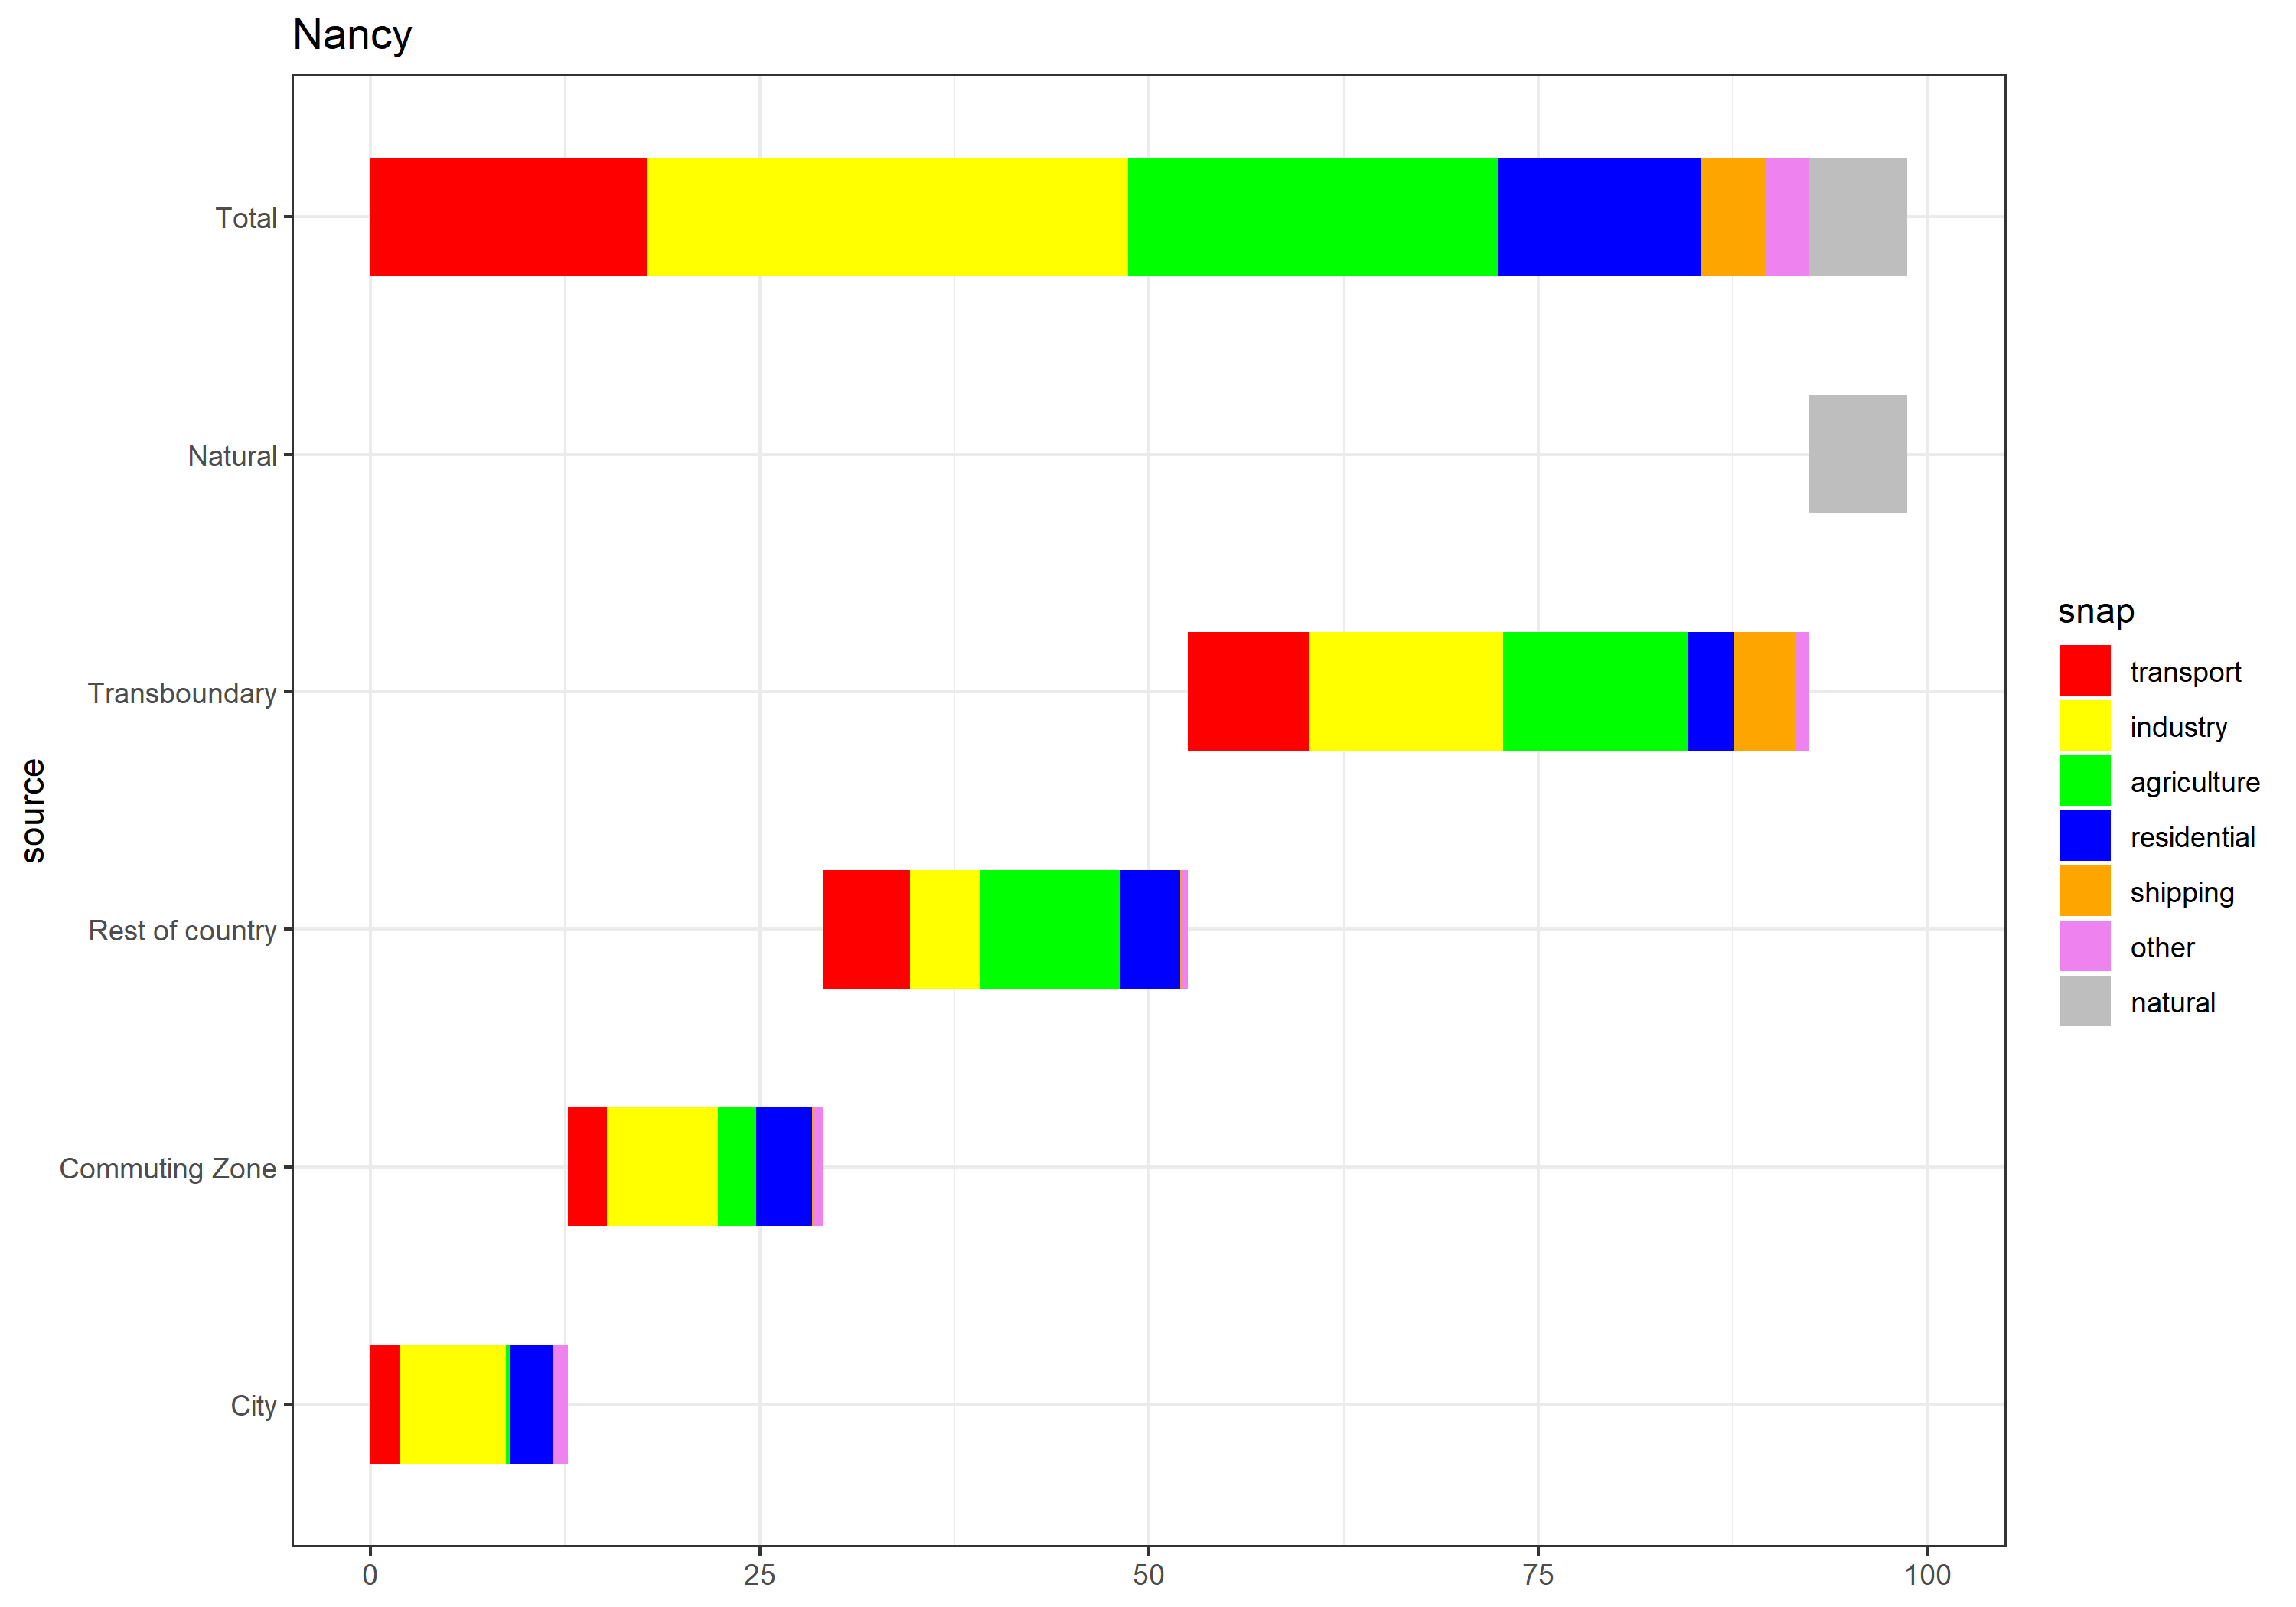 Nancy
Total
Natural
Transboundary
Rest of country
Commuting Zone
City
source
0 25 50 75 100
snap
transport
industry
agriculture
residential
shipping
other
natural